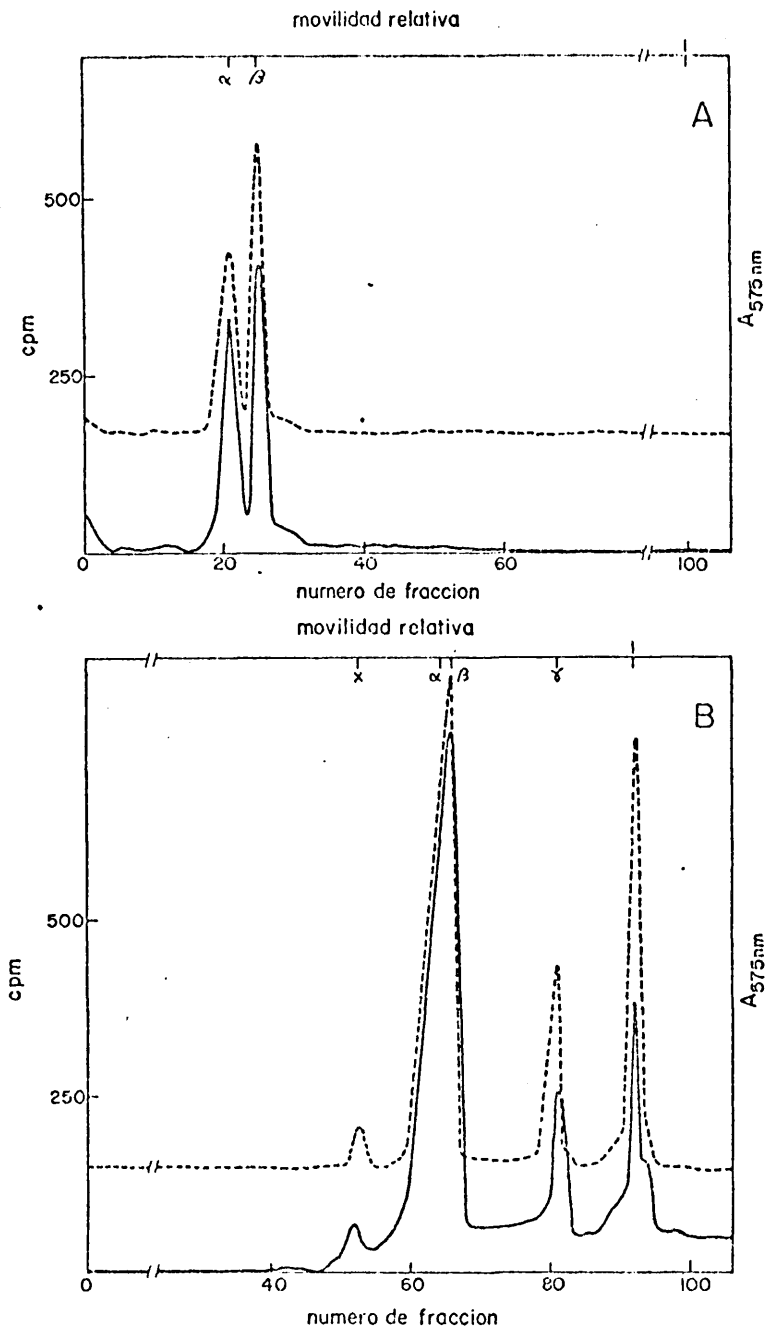 movilidad relativa
α β
A
500
250
cpm
A575nm
0 20 40 60 100
numero de fraccion
movilidad relativa
x α β γ
B
500
250
cpm
A575nm
0 40 60 80 100
numero de fraccion